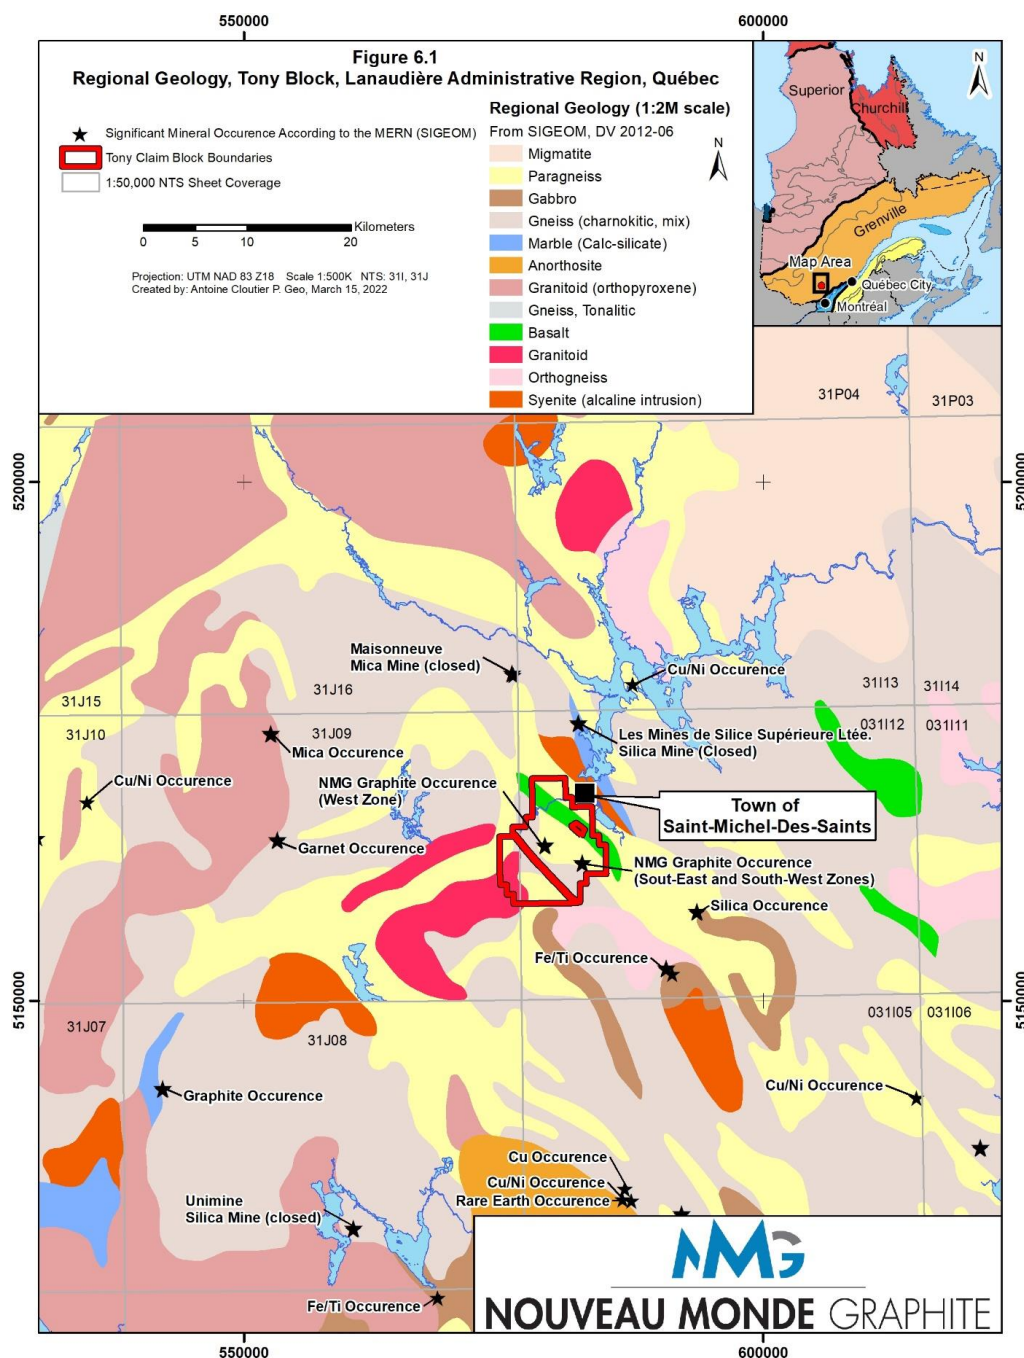 550000
600000
Figure 6.1
Regional Geology, Tony Block, Lanaudière Administrative Region, Québec
Significant Mineral Occurence According to the MERN (SIGEOM)
Tony Claim Block Boundaries
1:50,000 NTS Sheet Coverage
Kilometers
0 5 10 20
Projection: UTM NAD 83 Z18 Scale 1:500K NTS: 31I, 31J
Created by: Antoine Cloutier P. Geo, March 15, 2022
Regional Geology (1:2M scale)
From SIGEOM, DV 2012-06
N
Migmatite
Paragneiss
Gabbro
Gneiss (charnokitic, mix)
Marble (Calc-silicate)
Anorthosite
Granitoid (orthopyroxene)
Gneiss, Tonalitic
Basalt
Granitoid
Orthogneiss
Syenite (alcaline intrusion)
N
Superior
Churchill
Grenville
Map Area
Québec City
Montréal
31P04
31P03
5200000
5200000
Maisonneuve
Mica Mine (closed)
Cu/Ni Occurence
31J15
31J16
31I13
31I14
31J10
31J09
031I12
031I11
Mica Occurence
Les Mines de Silice Supérieure Ltée.
Silica Mine (Closed)
Cu/Ni Occurence
NMG Graphite Occurence
(West Zone)
Town of
Saint-Michel-Des-Saints
Garnet Occurence
NMG Graphite Occurence
(Sout-East and South-West Zones)
Silica Occurence
Fe/Ti Occurence
5150000
5150000
31J07
31J08
031I05
031I06
Graphite Occurence
Cu/Ni Occurence
Cu Occurence
Cu/Ni Occurence
Rare Earth Occurence
Unimine
Silica Mine (closed)
Fe/Ti Occurence
NMG
NOUVEAU MONDE GRAPHITE
550000
600000